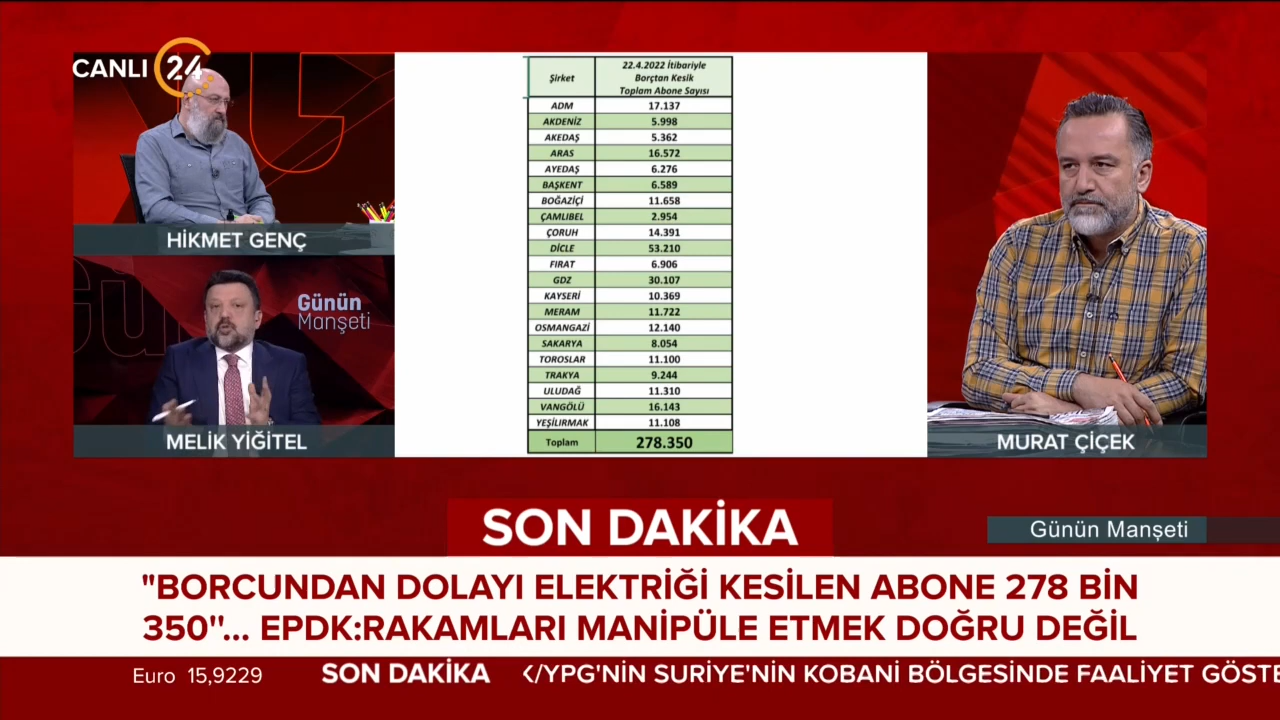 CANLI 24
HİKMET GENÇ
Günün
Manşeti
MELİK YİĞİTEL
Şirket
22.4.2022 İtibariyle
Borçtan Kesik
Toplam Abone Sayısı
ADM 17.137
AKDENİZ 5.998
AKEDAŞ 5.362
ARAS 16.572
AYEDAŞ 6.276
BAŞKENT 6.589
BOĞAZİÇİ 11.658
ÇAMLIBEL 2.954
ÇORUH 14.391
DİCLE 53.210
FIRAT 6.906
GDZ 30.107
KAYSERİ 10.369
MERAM 11.722
OSMANGAZİ 12.140
SAKARYA 8.054
TOROSLAR 11.100
TRAKYA 9.244
ULUDAĞ 11.310
VANGÖLÜ 16.143
YEŞİLIRMAK 11.108
Toplam 278.350
MURAT ÇİÇEK
SON DAKİKA
Günün Manşeti
"BORCUNDAN DOLAYI ELEKTRİĞİ KESİLEN ABONE 278 BİN
350"... EPDK:RAKAMLARI MANİPÜLE ETMEK DOĞRU DEĞİL
Euro 15,9229 SON DAKİKA K/YPG'NİN SURİYE'NİN KOBANİ BÖLGESİNDE FAALİYET GÖSTE